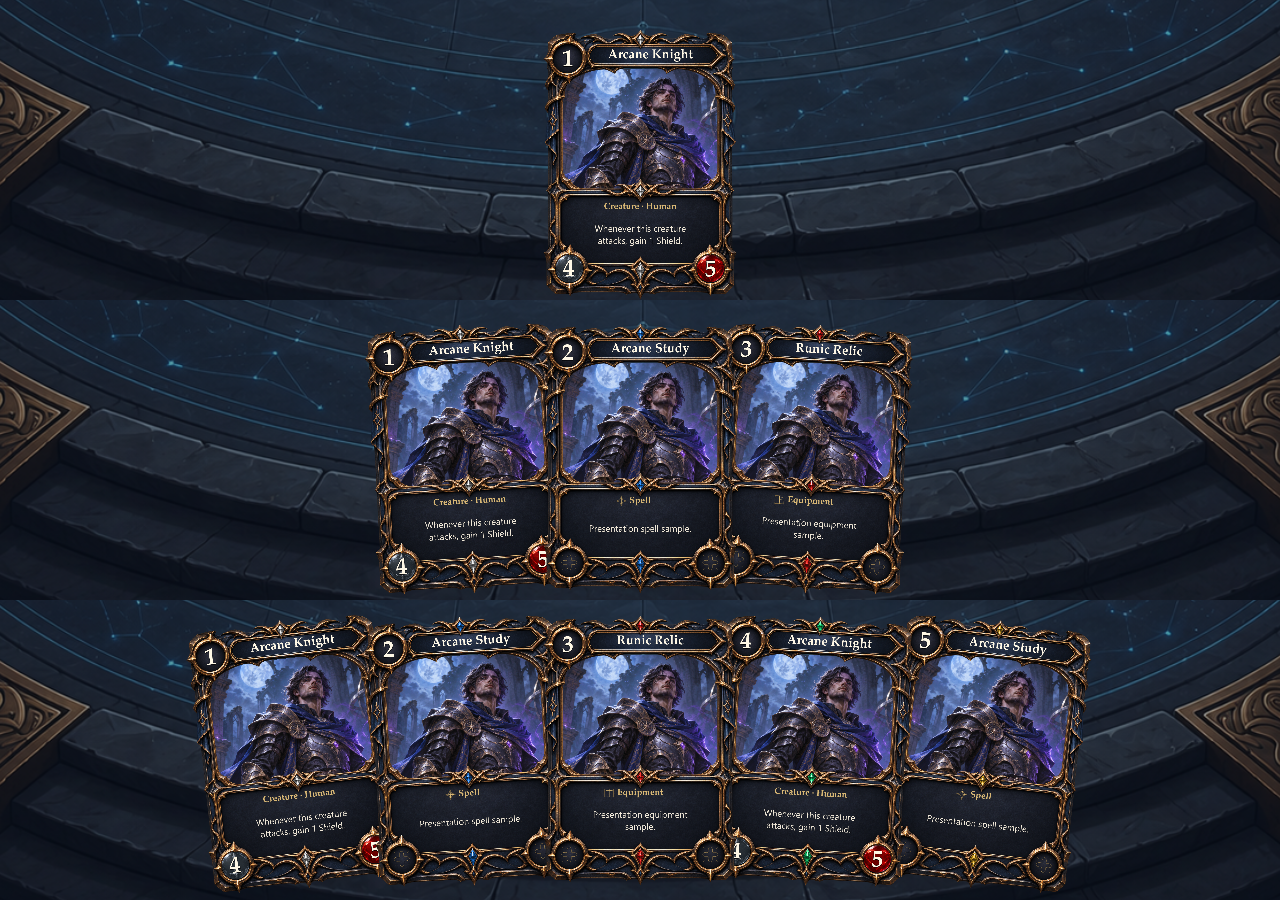 1 Arcane Knight
Creature · Human
Whenever this creature
attacks, gain 1 Shield.
4 5
1 Arcane Knight
Creature · Human
Whenever this creature
attacks, gain 1 Shield.
4 5
2 Arcane Study
Spell
Presentation spell sample.
3 Runic Relic
Equipment
Presentation equipment
sample.
1 Arcane Knight
Creature · Human
Whenever this creature
attacks, gain 1 Shield.
4 5
2 Arcane Study
Spell
Presentation spell sample
3 Runic Relic
Equipment
Presentation equipment
sample.
4 Arcane Knight
Creature · Human
Whenever this creature
attacks, gain 1 Shield.
4 5
5 Arcane Study
Spell
Presentation spell sample.